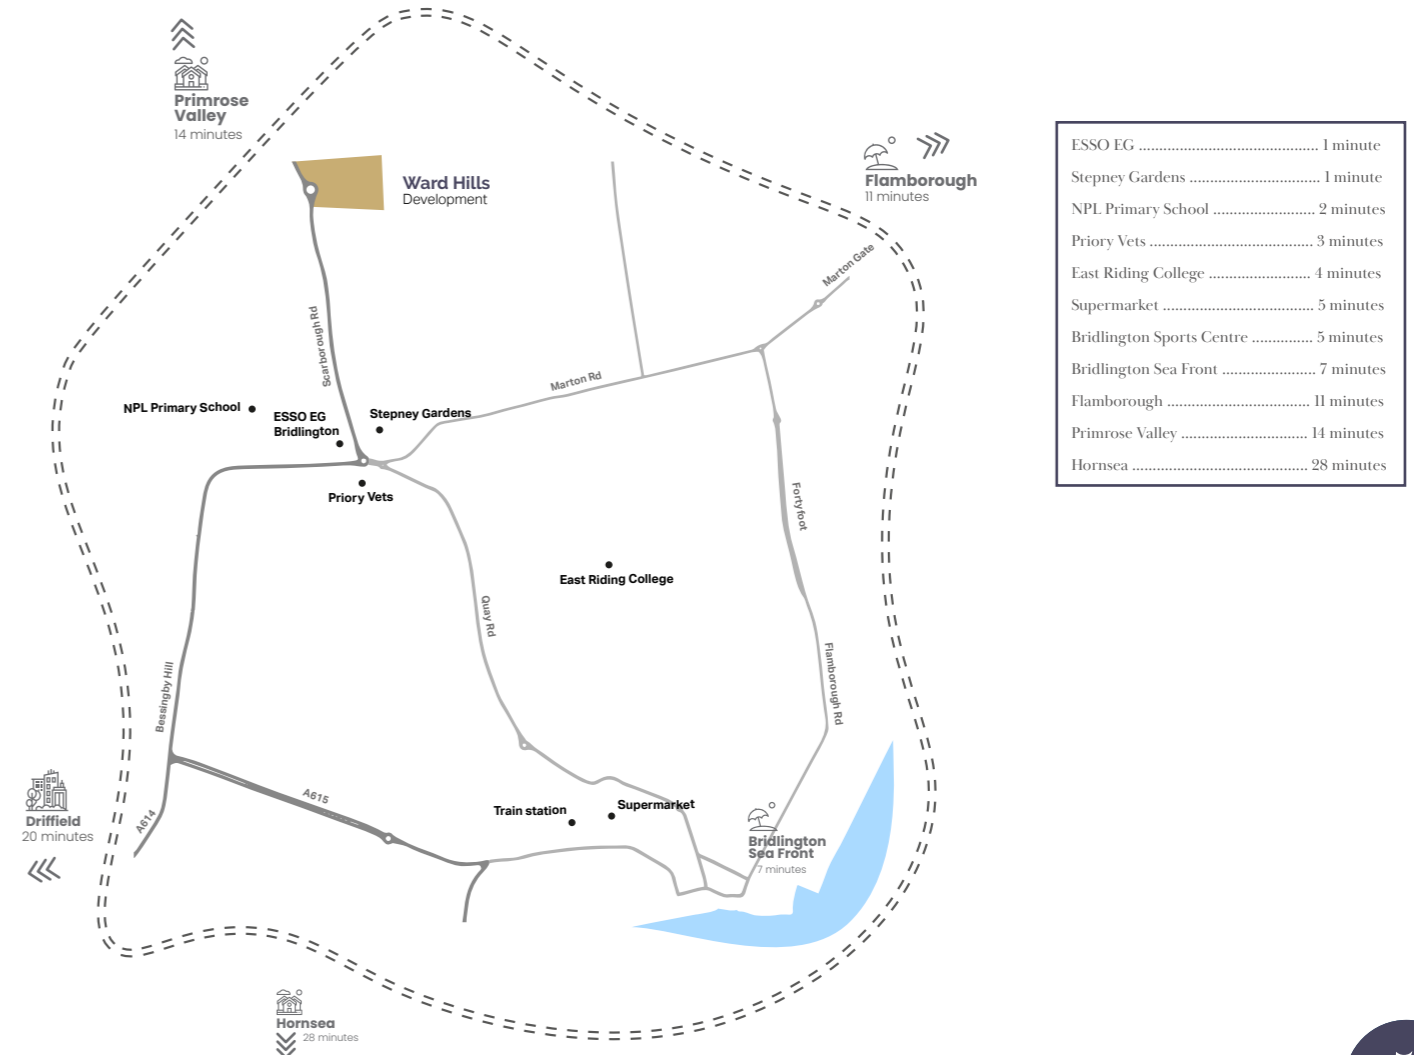 Primrose
Valley
14 minutes
Ward Hills
Development
Flamborough
11 minutes
Marton Gate
Scarborough Rd
Marton Rd
NPL Primary School
ESSO EG
Bridlington
Stepney Gardens
Priory Vets
Fortyfoot
East Riding College
Quay Rd
Flamborough Rd
Bessingby Hill
A615
A614
Train station
Supermarket
Bridlington
Sea Front
7 minutes
Driffield
20 minutes
Hornsea
28 minutes
ESSO EG ............................................ 1 minute
Stepney Gardens ................................ 1 minute
NPL Primary School ......................... 2 minutes
Priory Vets ........................................ 3 minutes
East Riding College ......................... 4 minutes
Supermarket ..................................... 5 minutes
Bridlington Sports Centre ............... 5 minutes
Bridlington Sea Front ....................... 7 minutes
Flamborough ................................... 11 minutes
Primrose Valley ............................... 14 minutes
Hornsea ........................................... 28 minutes